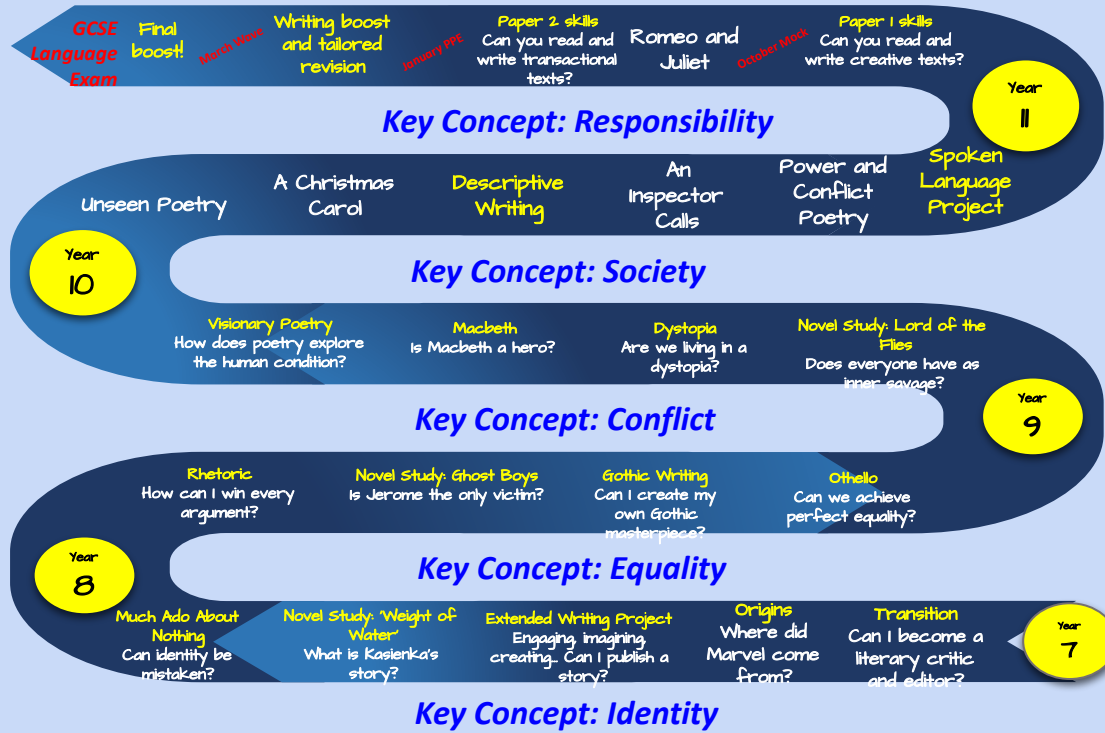 GCSE
Language
Exam
Final
boost!
March Wave
Writing boost
and tailored
revision
January PPE
Paper 2 skills
Can you read and
write transactional
texts?
Romeo and
Juliet
October Mock
Paper 1 skills
Can you read and
write creative texts?
Year
11
Key Concept: Responsibility
Unseen Poetry
A Christmas
Carol
Descriptive
Writing
An
Inspector
Calls
Power and
Conflict
Poetry
Spoken
Language
Project
Year
10
Key Concept: Society
Visionary Poetry
How does poetry explore
the human condition?
Macbeth
Is Macbeth a hero?
Dystopia
Are we living in a
dystopia?
Novel Study: Lord of the
Flies
Does everyone have as
inner savage?
Year
9
Key Concept: Conflict
Rhetoric
How can I win every
argument?
Novel Study: Ghost Boys
Is Jerome the only victim?
Gothic Writing
Can I create my
own Gothic
masterpiece?
Othello
Can we achieve
perfect equality?
Year
8
Key Concept: Equality
Much Ado About
Nothing
Can identity be
mistaken?
Novel Study: 'Weight of
Water'
What is Kasienka's
story?
Extended Writing Project
Engaging, imagining,
creating... Can I publish a
story?
Origins
Where did
Marvel come
from?
Transition
Can I become a
literary critic
and editor?
Year
7
Key Concept: Identity